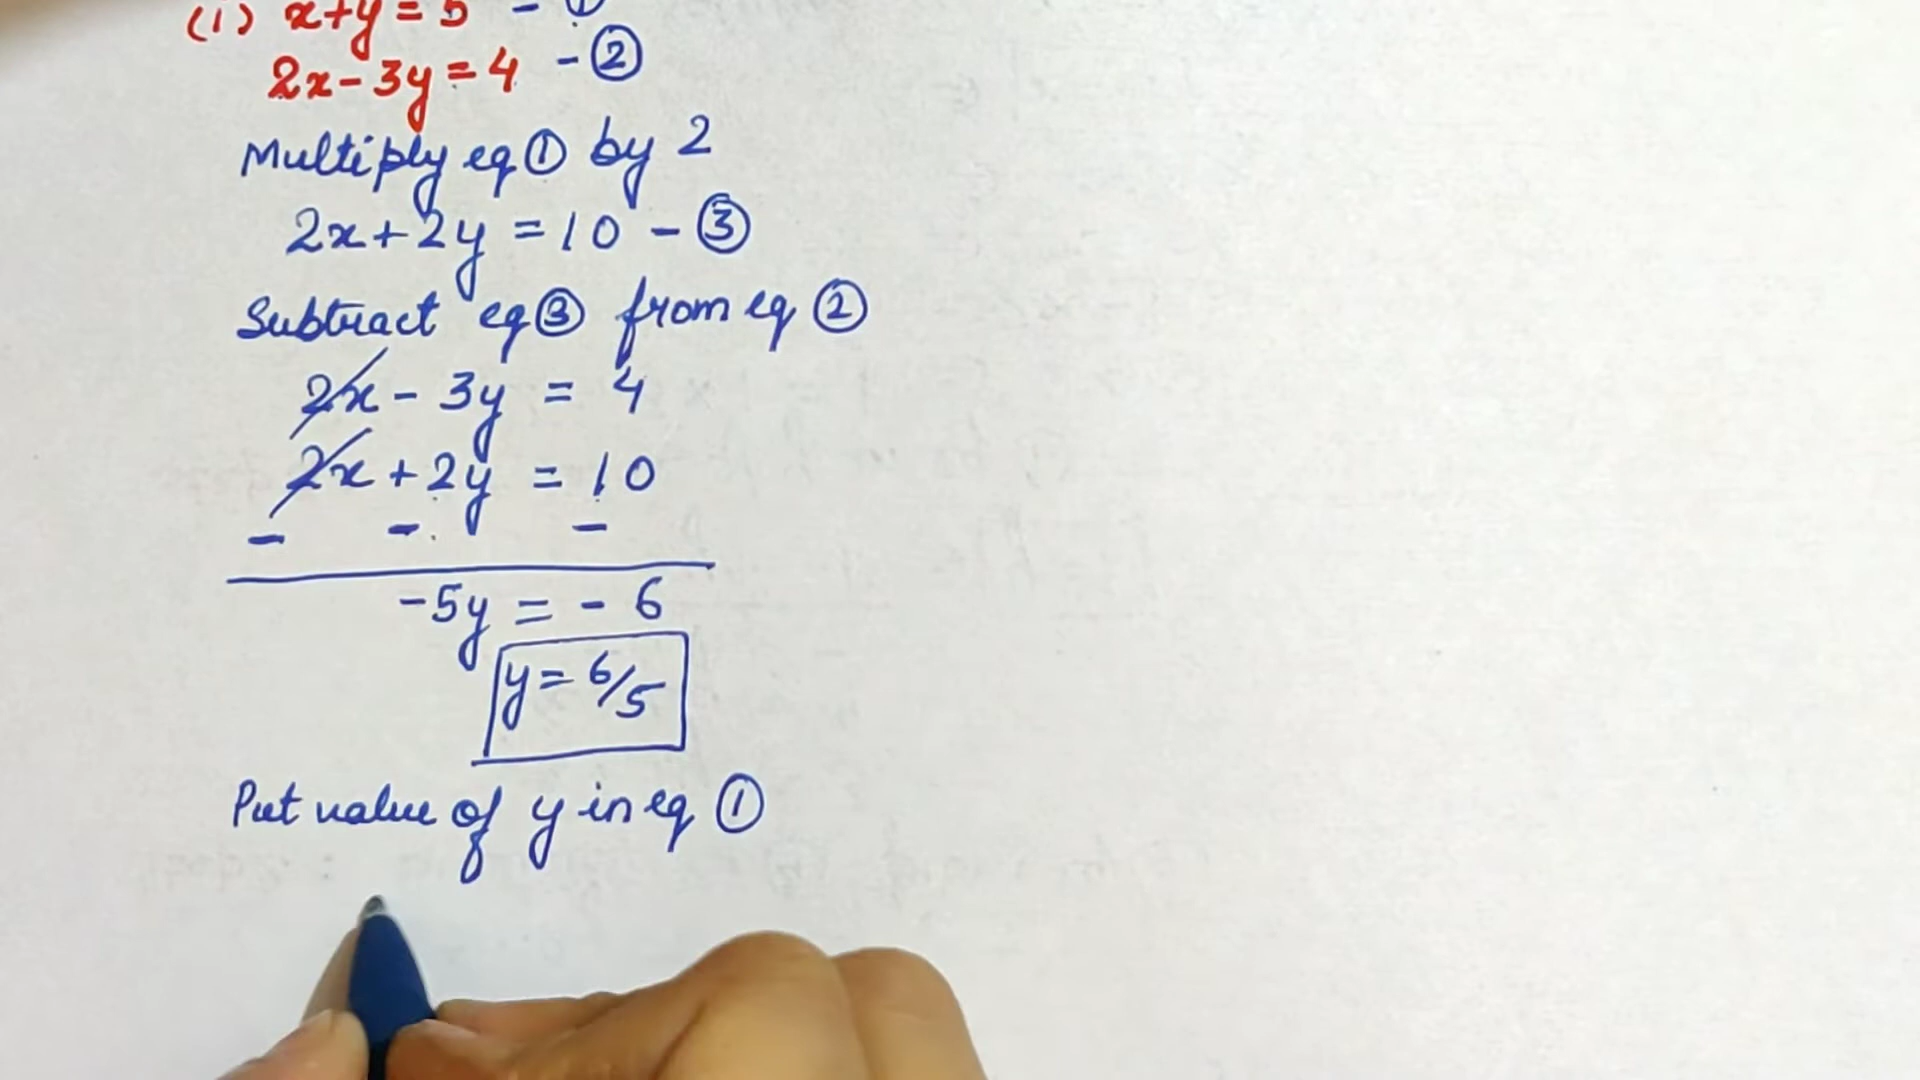 (i) x+y = 5 - ①
2x - 3y = 4 - ②
Multiply eq ① by 2
2x + 2y = 10 - ③
Subtract eq ③ from eq ②
2x - 3y = 4
2x + 2y = 10
- - -
-5y = - 6
y = 6/5
Put value of y in eq ①